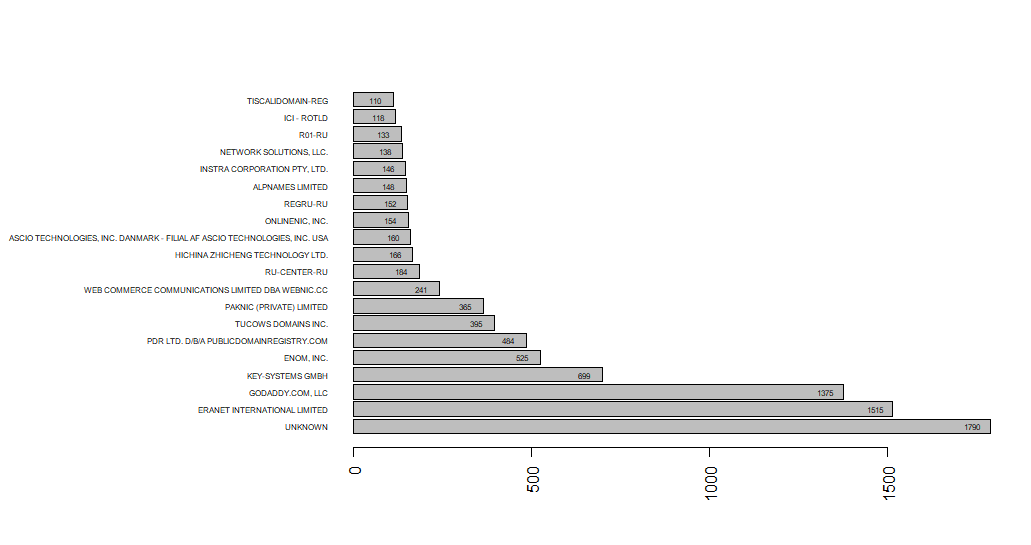 TISCALIDOMAIN-REG 110
ICI - ROTLD 118
R01-RU 133
NETWORK SOLUTIONS, LLC. 138
INSTRA CORPORATION PTY, LTD. 146
ALPNAMES LIMITED 148
REGRU-RU 152
ONLINENIC, INC. 154
ASCIO TECHNOLOGIES, INC. DANMARK - FILIAL AF ASCIO TECHNOLOGIES, INC. USA 160
HICHINA ZHICHENG TECHNOLOGY LTD. 166
RU-CENTER-RU 184
WEB COMMERCE COMMUNICATIONS LIMITED DBA WEBNIC.CC 241
PAKNIC (PRIVATE) LIMITED 365
TUCOWS DOMAINS INC. 395
PDR LTD. D/B/A PUBLICDOMAINREGISTRY.COM 484
ENOM, INC. 525
KEY-SYSTEMS GMBH 699
GODADDY.COM, LLC 1375
ERANET INTERNATIONAL LIMITED 1515
UNKNOWN 1790
0 500 1000 1500